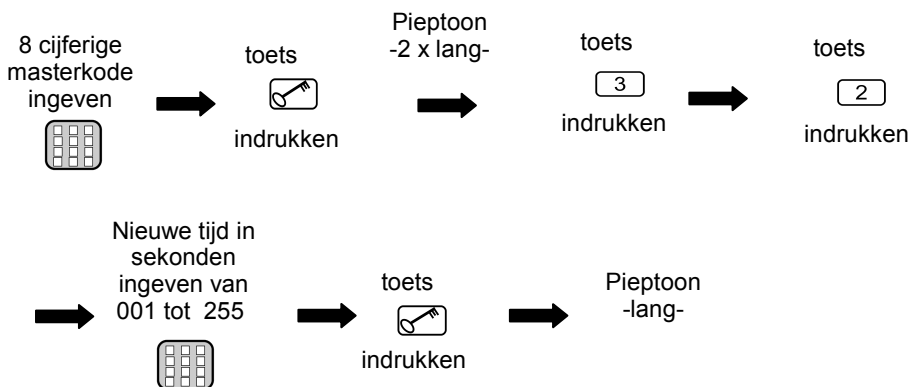 8 cijferige
masterkode
ingeven
toets
indrukken
Pieptoon
-2 x lang-
toets
3
indrukken
toets
2
indrukken
Nieuwe tijd in
sekonden
ingeven van
001 tot 255
toets
indrukken
Pieptoon
-lang-